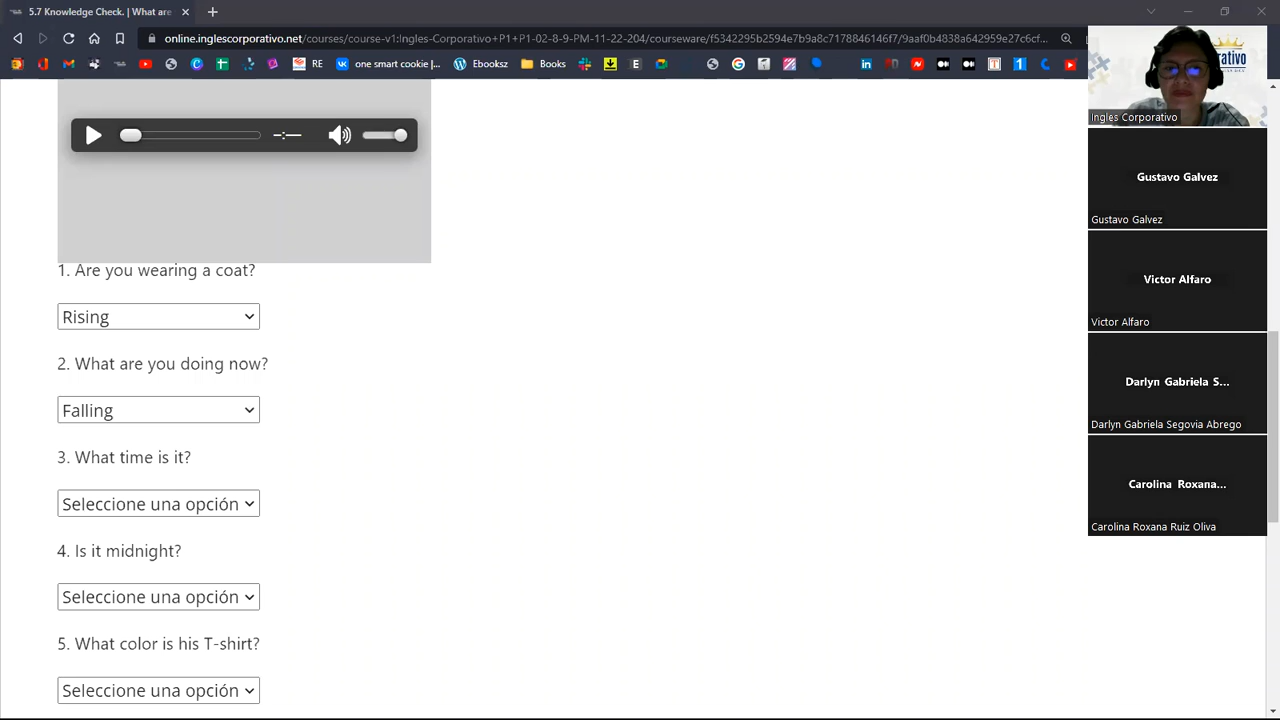 5.7 Knowledge Check. | What are
online.inglescorporativo.net/courses/course-v1:Ingles-Corporativo+P1+P1-02-8-9-PM-11-22-204/courseware/f5342295b2594e7b9a8c7178846146f7/9aaf0b4838a642959e27c6cf...
RE
one smart cookie |...
Ebooksz
Books
orativo
Ingles Corporativo
Gustavo Galvez
Gustavo Galvez
Victor Alfaro
Victor Alfaro
Darlyn Gabriela S...
Darlyn Gabriela Segovia Abrego
Carolina Roxana...
Carolina Roxana Ruiz Oliva
-:--
1. Are you wearing a coat?
Rising
2. What are you doing now?
Falling
3. What time is it?
Seleccione una opción
4. Is it midnight?
Seleccione una opción
5. What color is his T-shirt?
Seleccione una opción